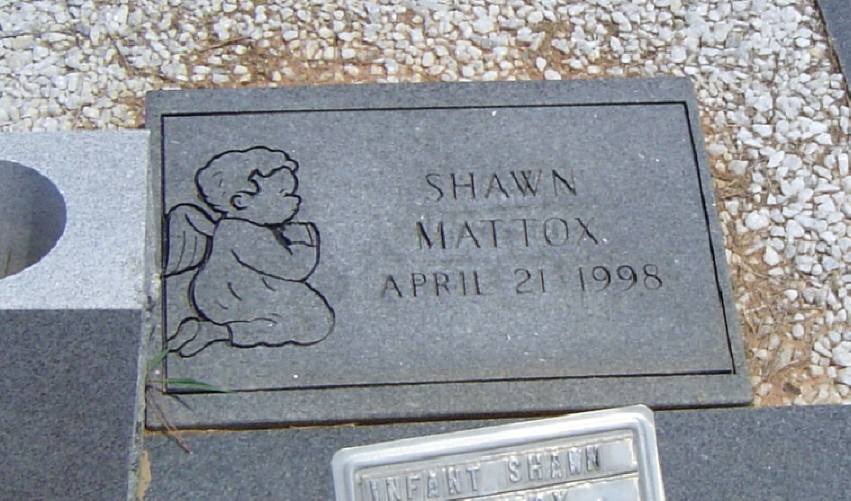 SHAWN
MATTOX
APRIL 21 1998
INFANT SHAWN